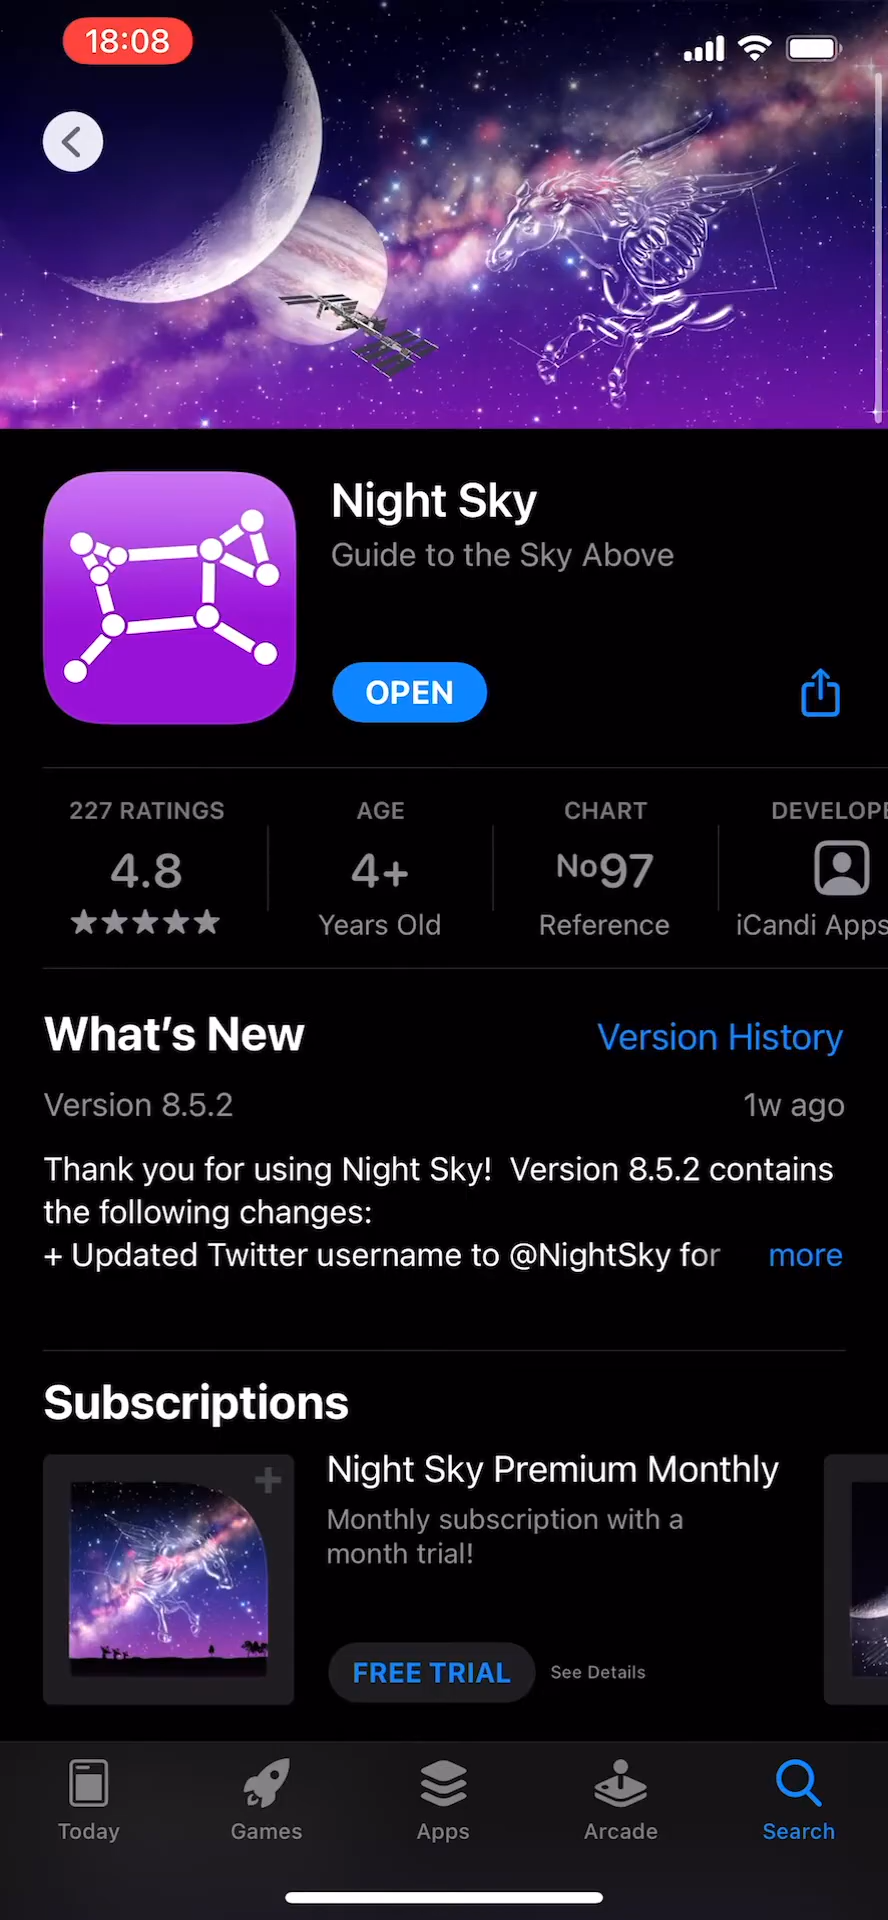 18:08
Night Sky
Guide to the Sky Above
OPEN
227 RATINGS
4.8
AGE
4+
Years Old
CHART
No97
Reference
DEVELOPE
iCandi Apps
What's New
Version History
Version 8.5.2
1w ago
Thank you for using Night Sky!  Version 8.5.2 contains
the following changes:
+ Updated Twitter username to @NightSky for
more
Subscriptions
Night Sky Premium Monthly
Monthly subscription with a
month trial!
FREE TRIAL
See Details
Today
Games
Apps
Arcade
Search